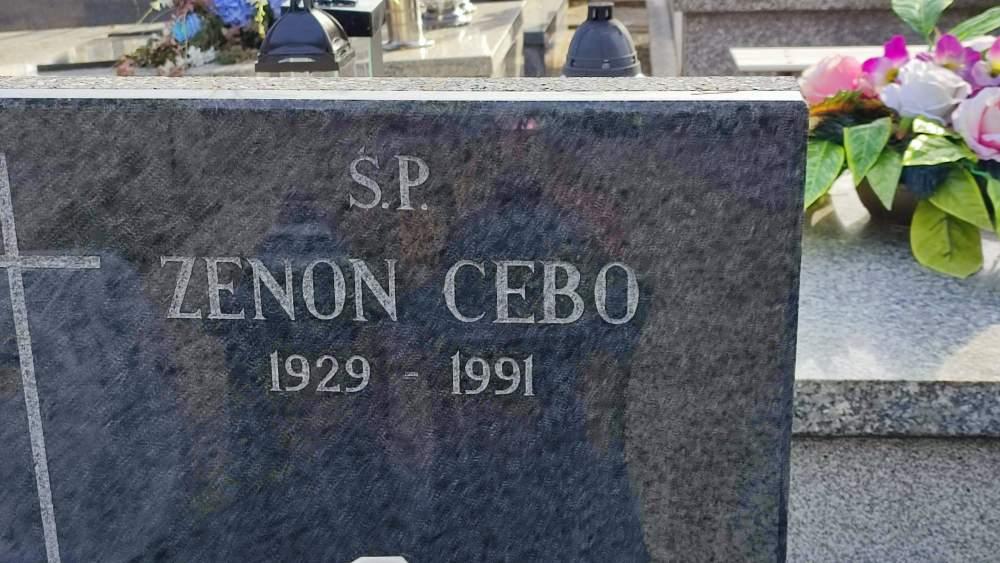 Ś.P.
ZENON CEBO
1929 - 1991